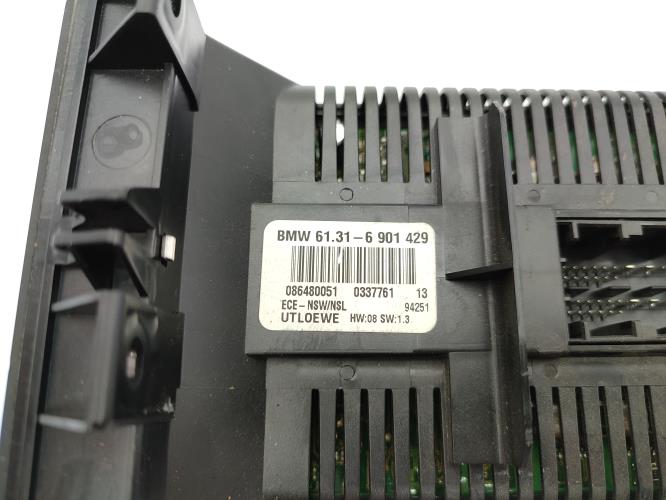 BMW 61.31-6 901 429
086480051 0337761 13
ECE-NSW/NSL 94251
UTLOEWE HW:08 SW:1.3
8